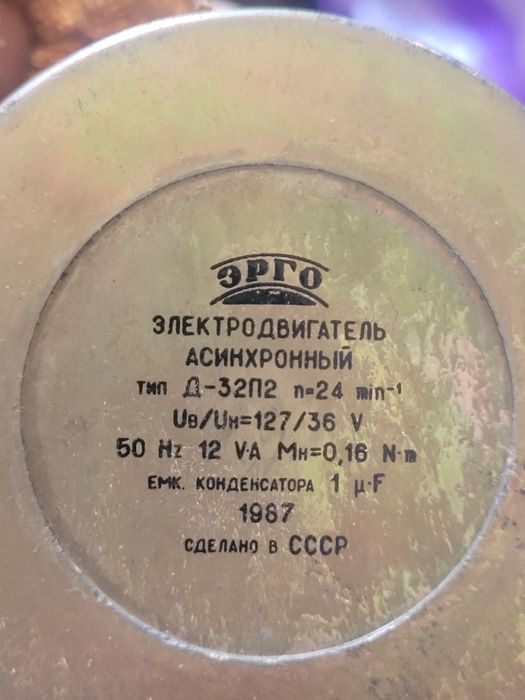 ЭРГО
ЭЛЕКТРОДВИГАТЕЛЬ
АСИНХРОННЫЙ
тип Д-32П2 n=24 min⁻¹
Uв/Uн=127/36 V
50 Hz 12 V·A Mн=0,16 N·m
ЕМК. КОНДЕНСАТОРА 1 μ·F
1987
СДЕЛАНО В СССР